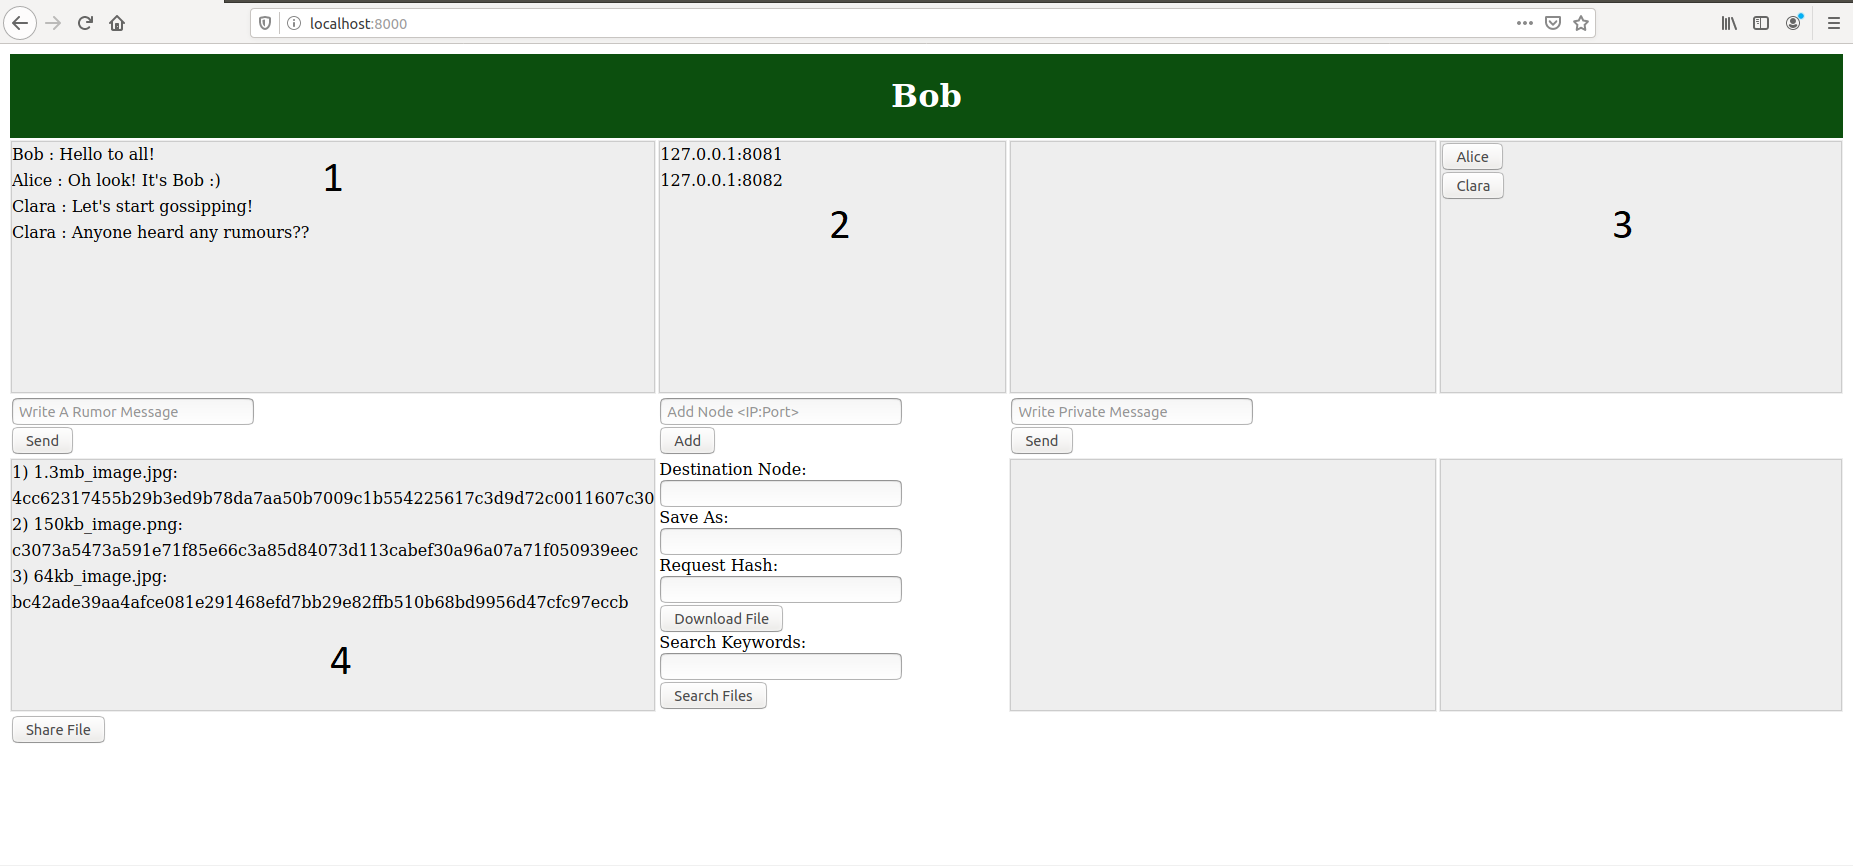 localhost:8000
Bob
Bob : Hello to all!
Alice : Oh look! It's Bob :)
Clara : Let's start gossipping!
Clara : Anyone heard any rumours??
1
127.0.0.1:8081
127.0.0.1:8082
2
Alice
Clara
3
Write A Rumor Message
Send
Add Node <IP:Port>
Add
Write Private Message
Send
1) 1.3mb_image.jpg:
4cc62317455b29b3ed9b78da7aa50b7009c1b554225617c3d9d72c0011607c30
2) 150kb_image.png:
c3073a5473a591e71f85e66c3a85d84073d113cabef30a96a07a71f050939eec
3) 64kb_image.jpg:
bc42ade39aa4afce081e291468efd7bb29e82ffb510b68bd9956d47cfc97eccb
4
Share File
Destination Node:
Save As:
Request Hash:
Download File
Search Keywords:
Search Files